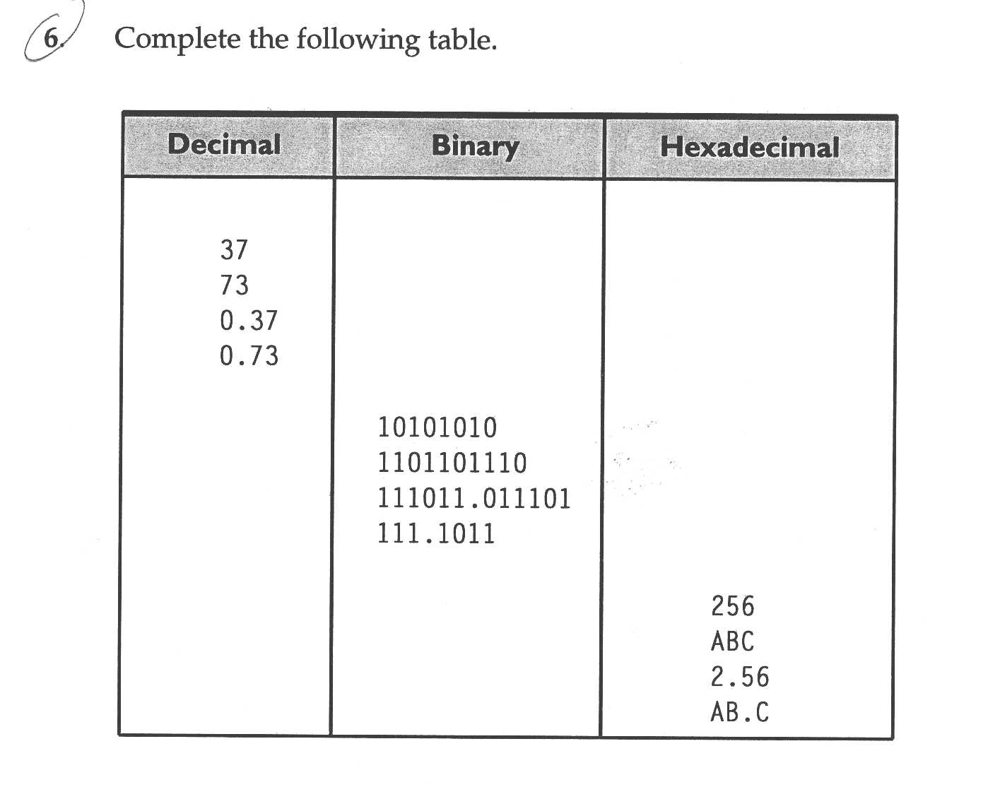 6. Complete the following table.
Decimal Binary Hexadecimal
37
73
0.37
0.73
10101010
1101101110
111011.011101
111.1011
256
ABC
2.56
AB.C